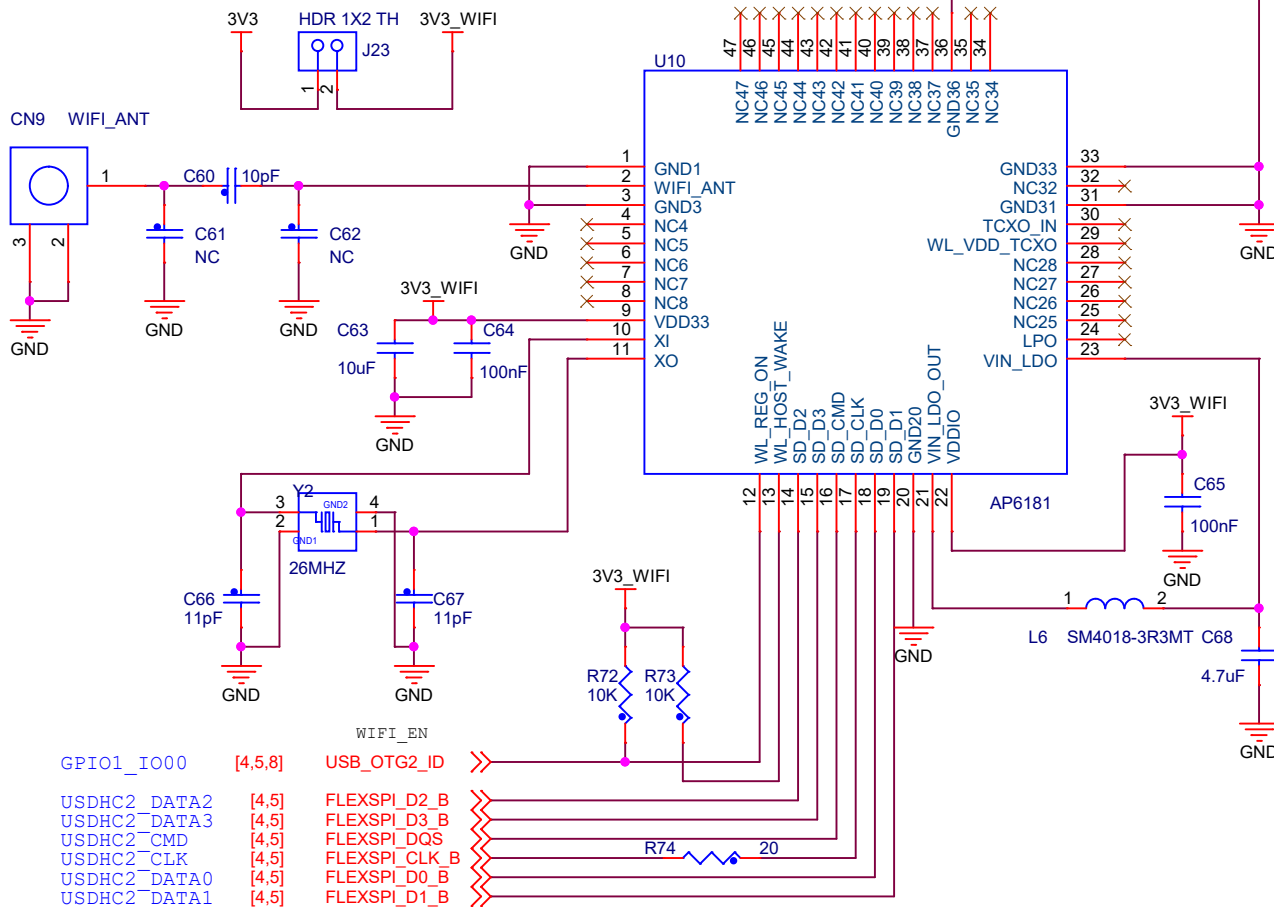 3V3
HDR 1X2 TH
3V3_WIFI
J23
1
2
CN9
WIFI_ANT
1
3
2
GND
C60
10pF
C61
NC
GND
C62
NC
GND
U10
47
46
45
44
43
42
41
40
39
38
37
36
35
34
NC47
NC46
NC45
NC44
NC43
NC42
NC41
NC40
NC39
NC38
NC37
GND36
NC35
NC34
1 GND1
2 WIFI_ANT
3 GND3
4 NC4
5 NC5
6 NC6
7 NC7
8 NC8
9 VDD33
10 XI
11 XO
GND
GND33 33
NC32 32
GND31 31
TCXO_IN 30
WL_VDD_TCXO 29
NC28 28
NC27 27
NC26 26
NC25 25
LPO 24
VIN_LDO 23
GND
WL_REG_ON
WL_HOST_WAKE
SD_D2
SD_D3
SD_CMD
SD_CLK
SD_D0
SD_D1
GND20
VIN_LDO_OUT
VDDIO
12
13
14
15
16
17
18
19
20
21
22
AP6181
3V3_WIFI
C63
10uF
C64
100nF
GND
3V3_WIFI
C65
100nF
GND
Y2
3
2
GND2
GND1
4
1
26MHZ
C66
11pF
GND
C67
11pF
GND
3V3_WIFI
R72
10K
R73
10K
GND
1
2
L6
SM4018-3R3MT
C68
4.7uF
GND
WIFI_EN
GPIO1_IO00 [4,5,8] USB_OTG2_ID
USDHC2_DATA2 [4,5] FLEXSPI_D2_B
USDHC2_DATA3 [4,5] FLEXSPI_D3_B
USDHC2_CMD [4,5] FLEXSPI_DQS
USDHC2_CLK [4,5] FLEXSPI_CLK_B R74 20
USDHC2_DATA0 [4,5] FLEXSPI_D0_B
USDHC2_DATA1 [4,5] FLEXSPI_D1_B